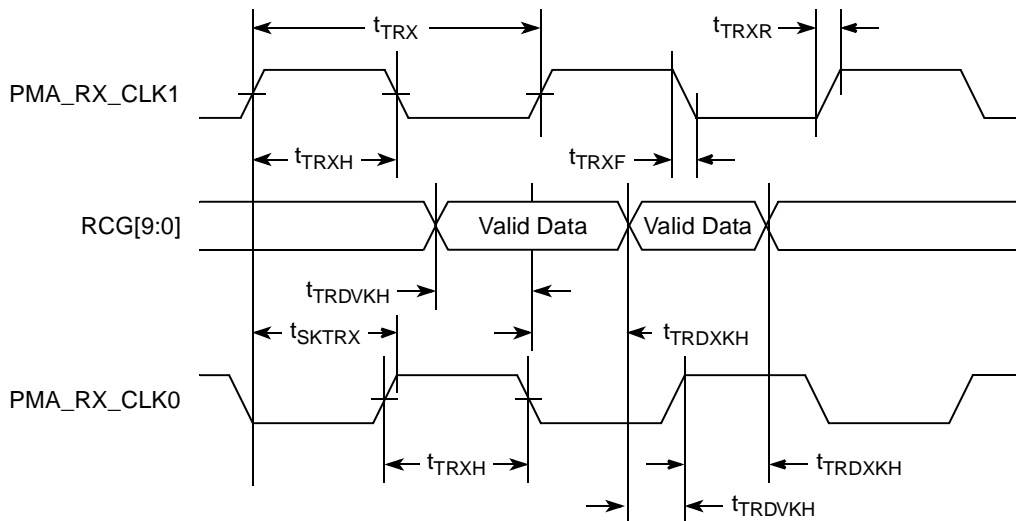 tTRX
tTRXR
PMA_RX_CLK1
tTRXH
tTRXF
RCG[9:0]
Valid Data
Valid Data
tTRDVKH
tSKTRX
tTRDXKH
PMA_RX_CLK0
tTRXH
tTRDXKH
tTRDVKH